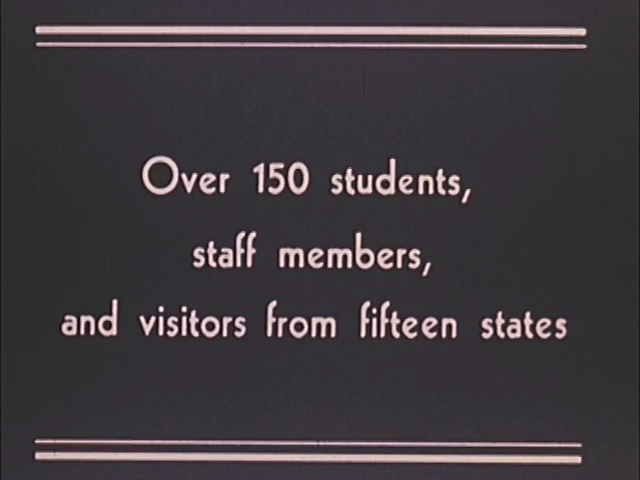 Over 150 students,
staff members,
and visitors from fifteen states